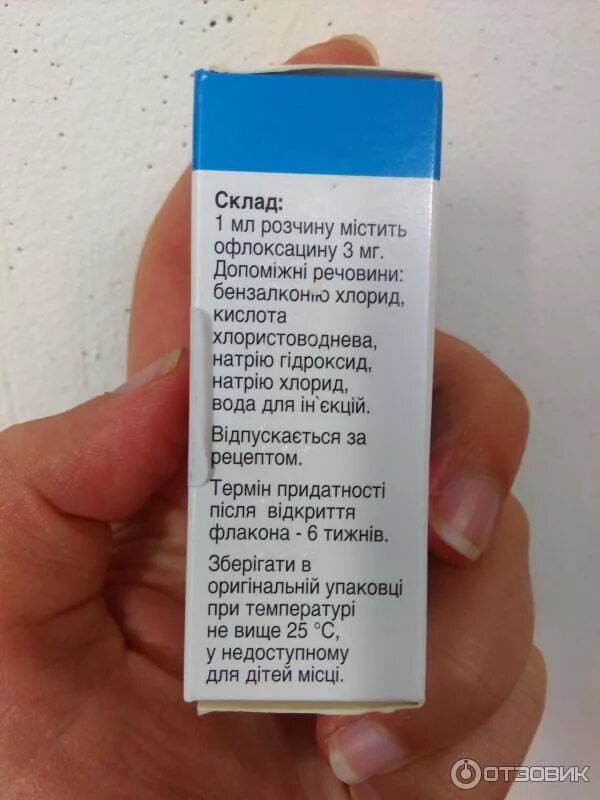 Склад:
1 мл розчину містить
офлоксацину 3 мг.
Допоміжні речовини:
бензалконію хлорид,
кислота
хлористоводнева,
натрію гідроксид,
натрію хлорид,
вода для ін`єкцій.
Відпускається за
рецептом.
Термін придатності
після відкриття
флакона - 6 тижнів.
Зберігати в
оригінальній упаковці
при температурі
не вище 25 °С,
у недоступному
для дітей місці.
ОТЗОВИК